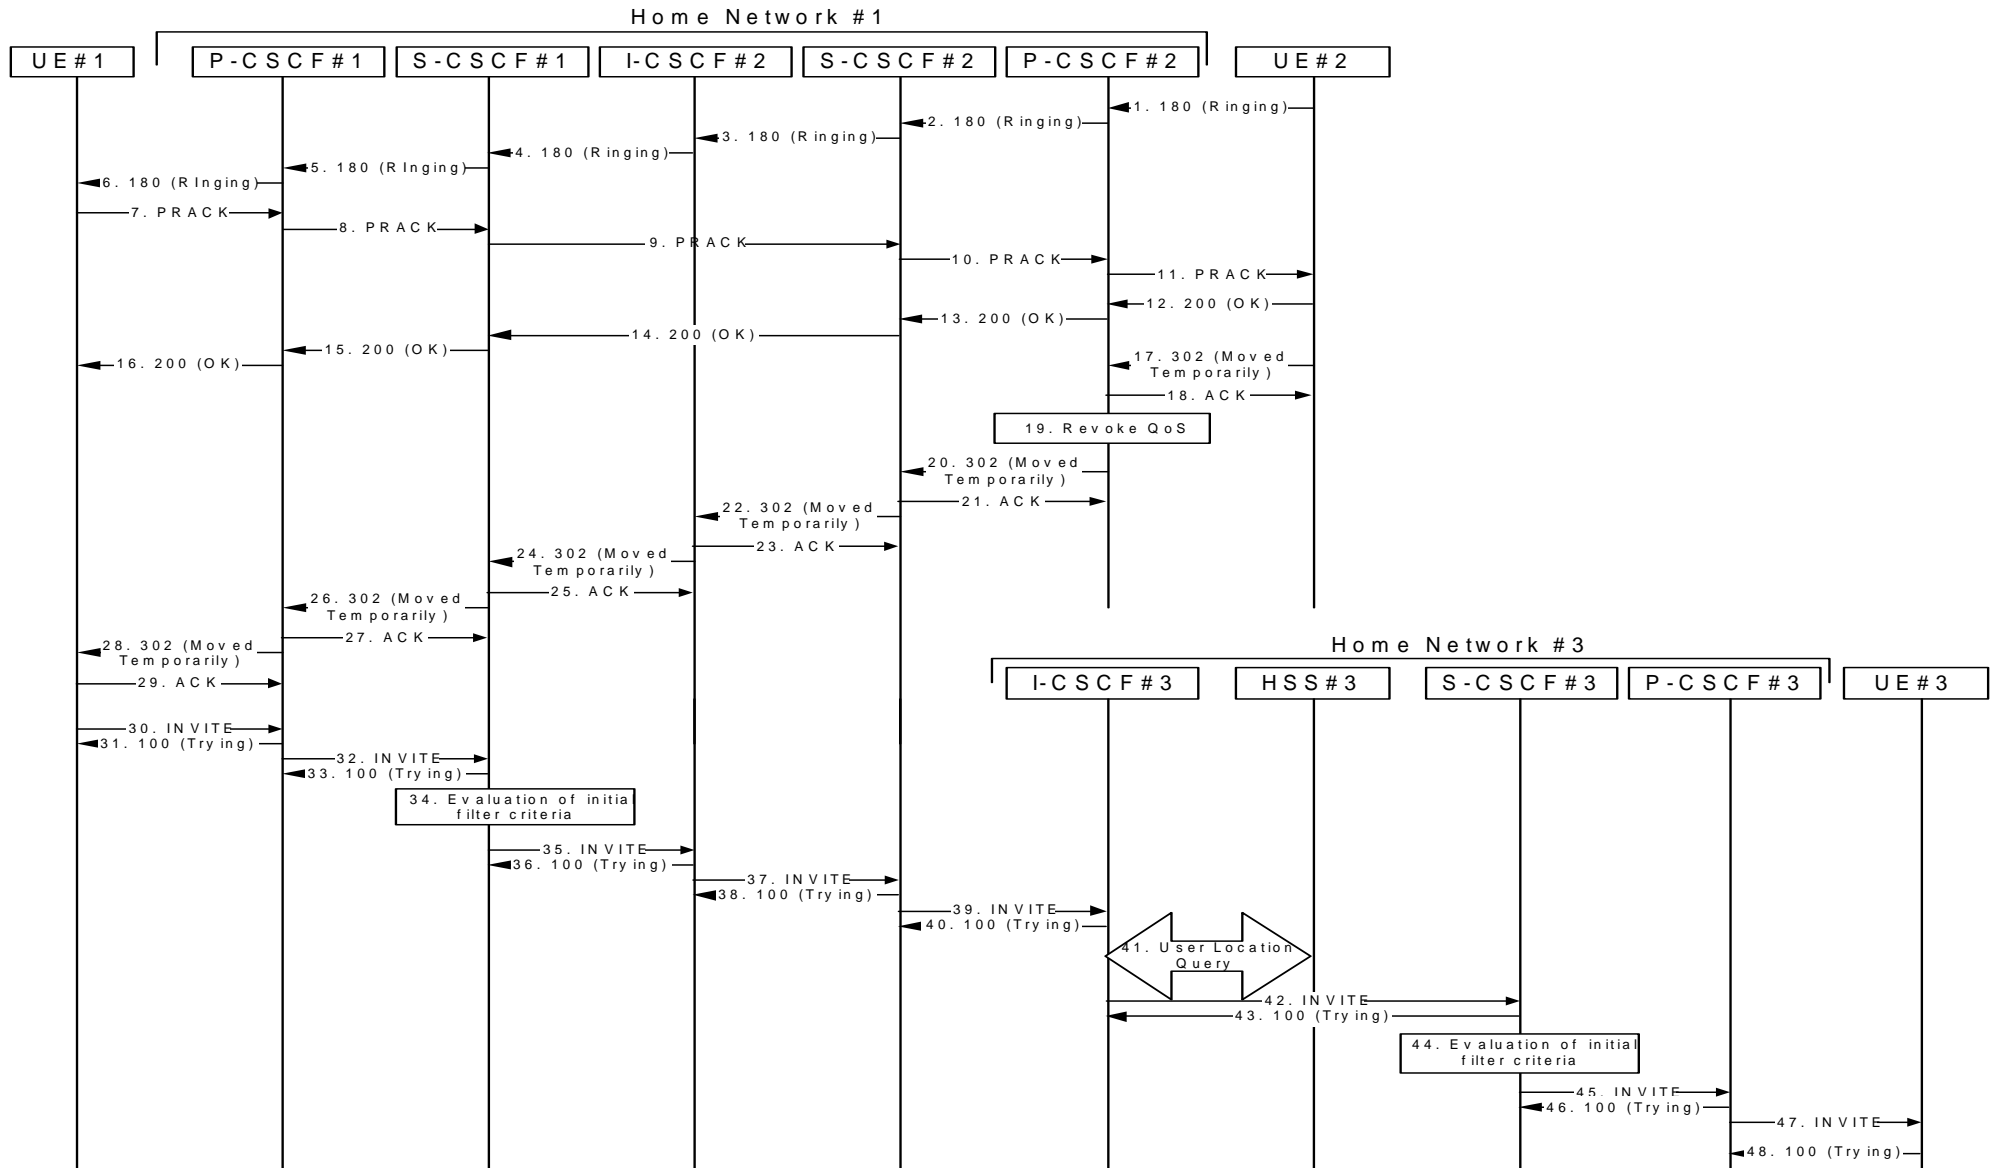 Home Network #1
UE#1
P-CSCF#1
S-CSCF#1
I-CSCF#2
S-CSCF#2
P-CSCF#2
UE#2
1. 180 (Ringing)
2. 180 (Ringing)
3. 180 (Ringing)
4. 180 (Ringing)
5. 180 (RInging)
6. 180 (RInging)
7. PRACK
8. PRACK
9. PRACK
10. PRACK
11. PRACK
12. 200 (OK)
13. 200 (OK)
14. 200 (OK)
15. 200 (OK)
16. 200 (OK)
17. 302 (Moved
Temporarily)
18. ACK
19. Revoke QoS
20. 302 (Moved
Temporarily)
21. ACK
22. 302 (Moved
Temporarily)
23. ACK
24. 302 (Moved
Temporarily)
25. ACK
26. 302 (Moved
Temporarily)
27. ACK
28. 302 (Moved
Temporarily)
29. ACK
Home Network #3
I-CSCF#3
HSS#3
S-CSCF#3
P-CSCF#3
UE#3
30. INVITE
31. 100 (Trying)
32. INVITE
33. 100 (Trying)
34. Evaluation of initial
filter criteria
35. INVITE
36. 100 (Trying)
37. INVITE
38. 100 (Trying)
39. INVITE
40. 100 (Trying)
41. User Location
Query
42. INVITE
43. 100 (Trying)
44. Evaluation of initial
filter criteria
45. INVITE
46. 100 (Trying)
47. INVITE
48. 100 (Trying)